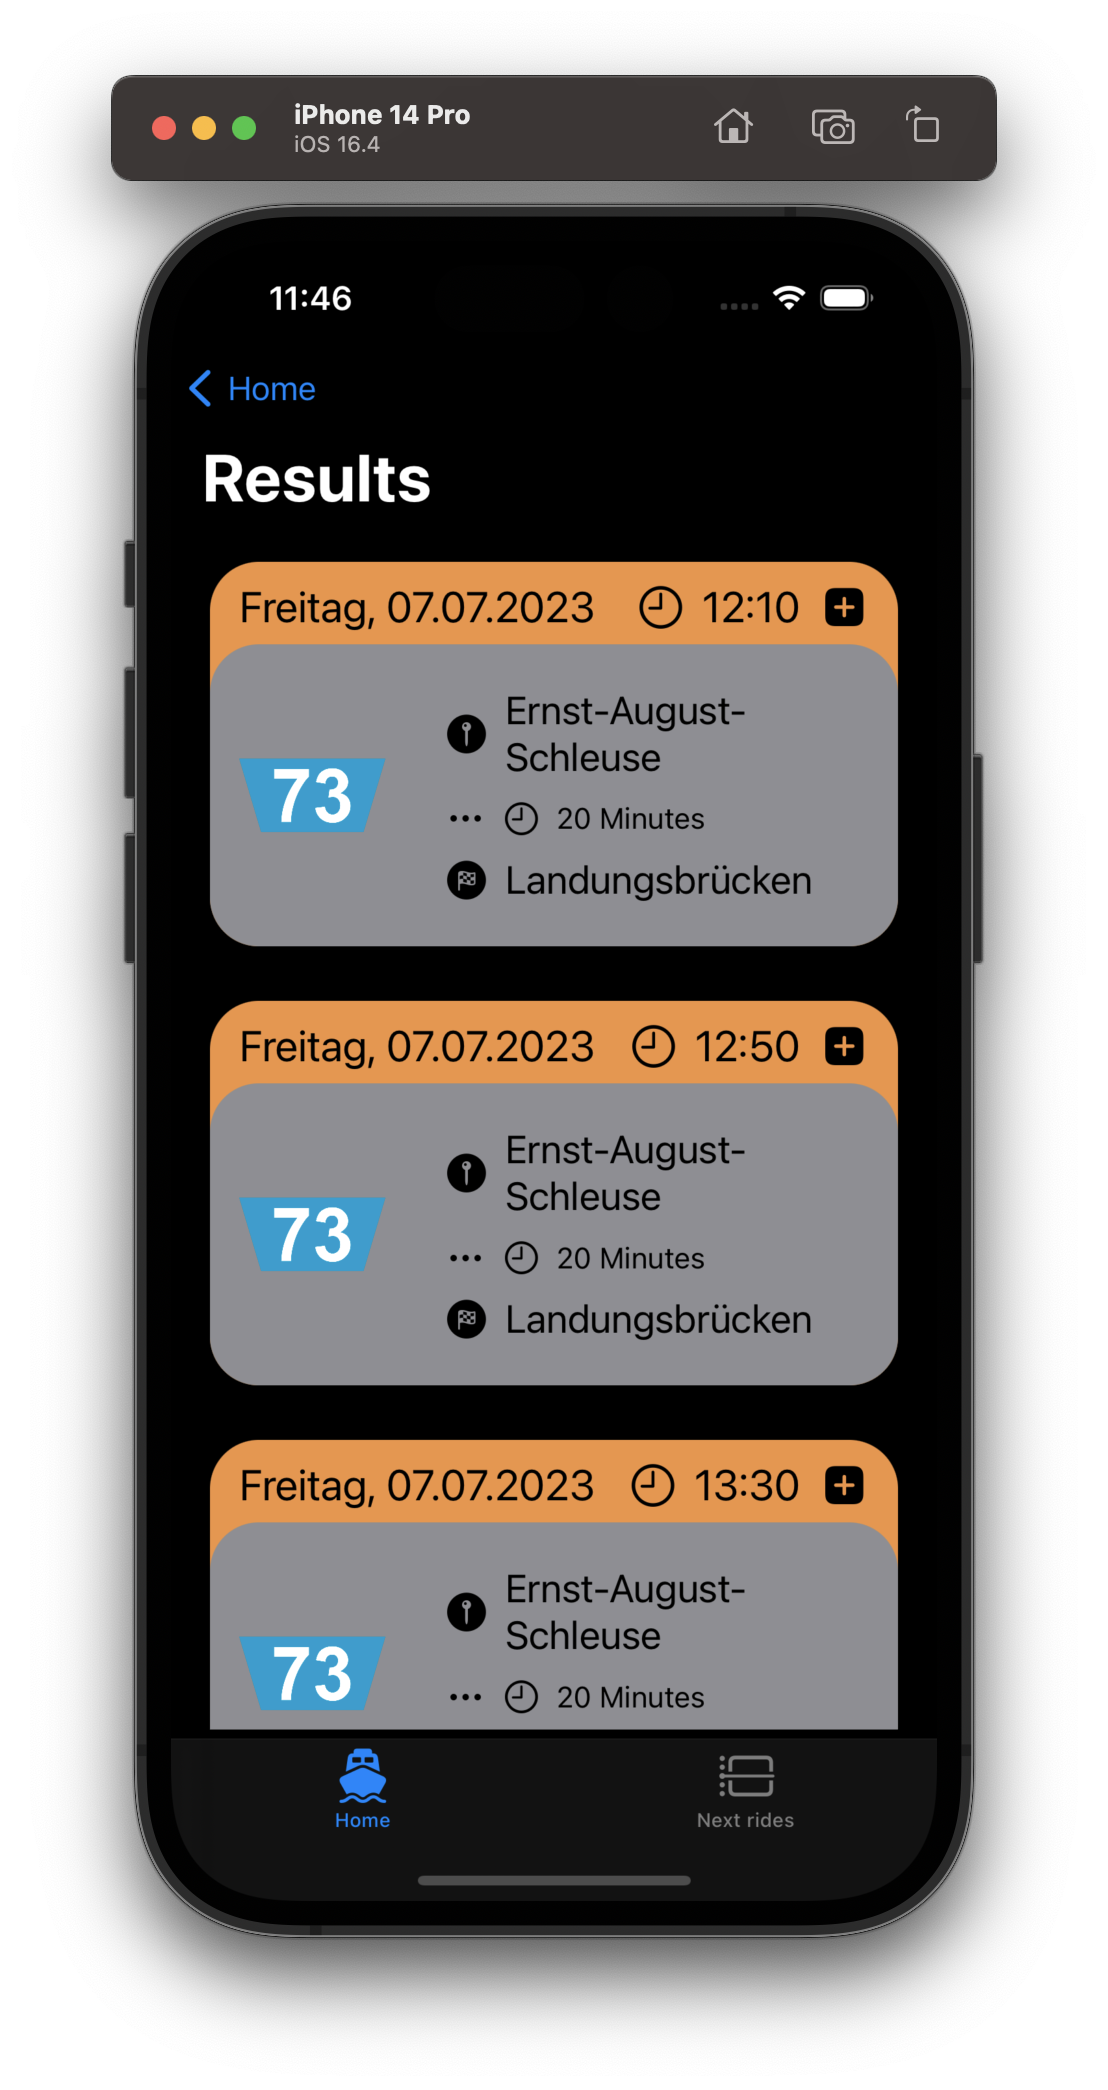 iPhone 14 Pro
iOS 16.4
11:46
Home
Results
Freitag, 07.07.2023 12:10
Ernst-August-
Schleuse
73
20 Minutes
Landungsbrücken
Freitag, 07.07.2023 12:50
Ernst-August-
Schleuse
73
20 Minutes
Landungsbrücken
Freitag, 07.07.2023 13:30
Ernst-August-
Schleuse
73
20 Minutes
Home
Next rides